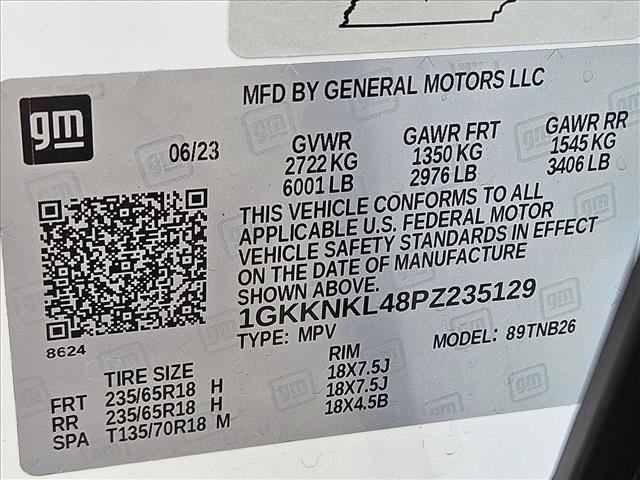 MFD BY GENERAL MOTORS LLC
gm
06/23
GVWR GAWR FRT GAWR RR
2722 KG 1350 KG 1545 KG
6001 LB 2976 LB 3406 LB
THIS VEHICLE CONFORMS TO ALL
APPLICABLE U.S. FEDERAL MOTOR
VEHICLE SAFETY STANDARDS IN EFFECT
ON THE DATE OF MANUFACTURE
SHOWN ABOVE.
1GKKNKL48PZ235129
8624
TYPE: MPV MODEL: 89TNB26
TIRE SIZE RIM
FRT 235/65R18 H 18X7.5J
RR 235/65R18 H 18X7.5J
SPA T135/70R18 M 18X4.5B